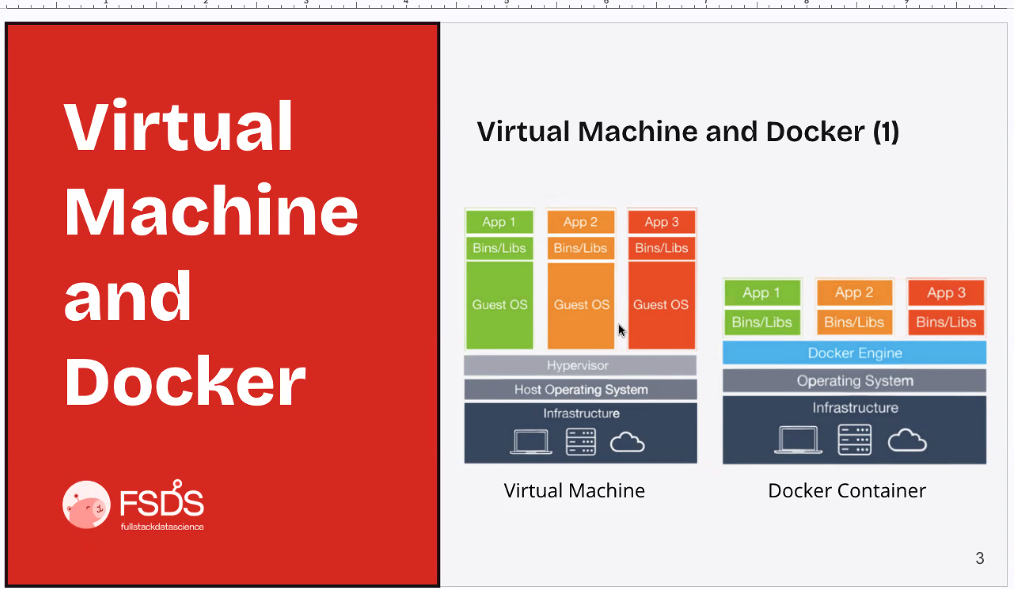 Virtual
Machine
and
Docker
FSDS
fullstackdatascience
Virtual Machine and Docker (1)
App 1 App 2 App 3
Bins/Libs Bins/Libs Bins/Libs
Guest OS Guest OS Guest OS
Hypervisor
Host Operating System
Infrastructure
Virtual Machine
App 1 App 2 App 3
Bins/Libs Bins/Libs Bins/Libs
Docker Engine
Operating System
Infrastructure
Docker Container
3